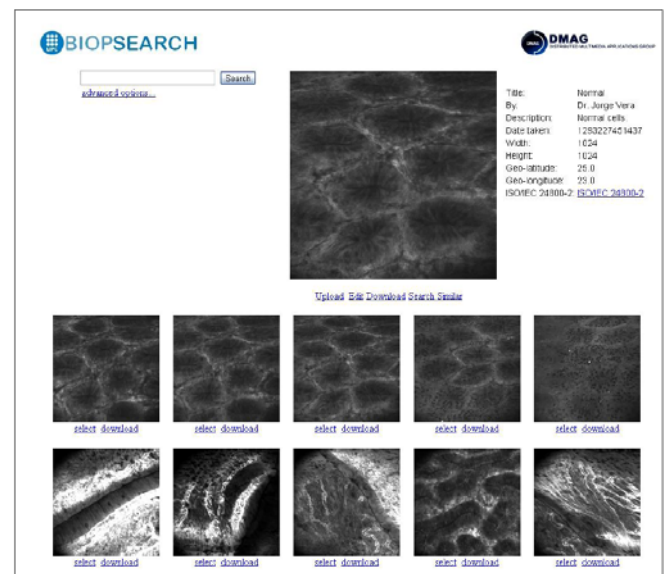 UPC BIOPSEARCH
DMAG DMAG
DISTRIBUTED MULTIMEDIA APPLICATIONS GROUP
Search
advanced options...
Title: Normal
By: Dr. Jorge Vera
Description: Normal cells.
Date taken: 1293227451437
Width: 1024
Height: 1024
Geo-latitude: 25.0
Geo-longitude: 23.0
ISO/IEC 24800-2: ISO/IEC 24800-2
Upload Edit Download Search Similar
select download select download select download select download select download
select download select download select download select download select download